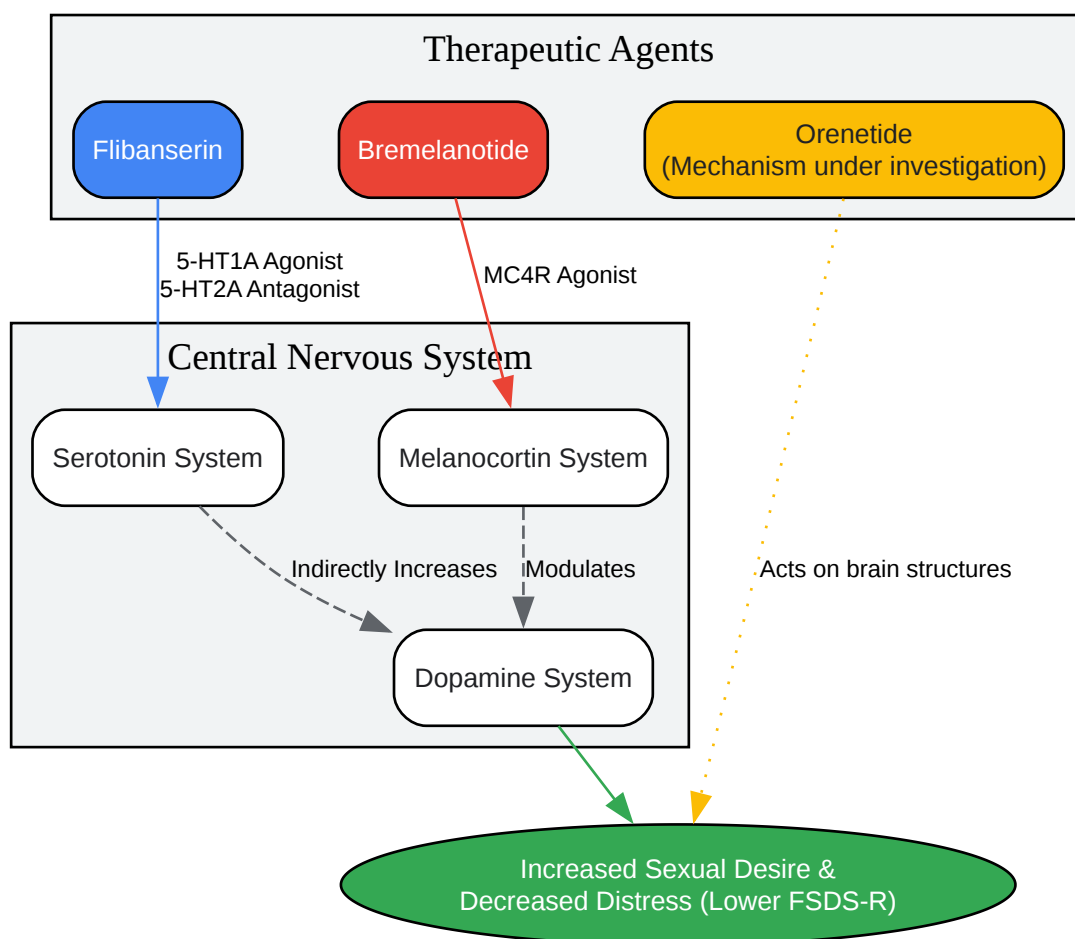 Therapeutic Agents
Flibanserin
Bremelanotide
Orenetide
(Mechanism under investigation)
5-HT1A Agonist
5-HT2A Antagonist
MC4R Agonist
Central Nervous System
Serotonin System
Melanocortin System
Indirectly Increases
Modulates
Acts on brain structures
Dopamine System
Increased Sexual Desire &
Decreased Distress (Lower FSDS-R)